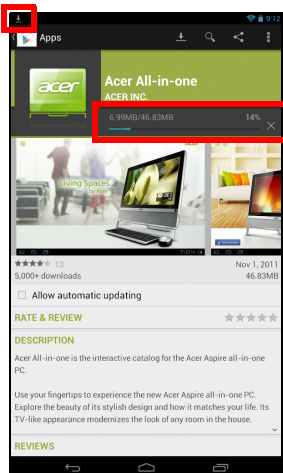 9:12
Apps
acer
Acer All-in-one
ACER INC.
6.99MB/46.83MB 14%
Living Spaces
by Acer
13
Nov 1, 2011
5,000+ downloads
46.83MB
Allow automatic updating
RATE & REVIEW
DESCRIPTION
Acer All-in-one is the interactive catalog for the Acer Aspire all-in-one
PC.
Use your fingertips to experience the new Acer Aspire all-in-one PC.
Explore the beauty of its stylish design and how it matches your life. Its
TV-like appearance modernizes the look of any room in the house.
REVIEWS